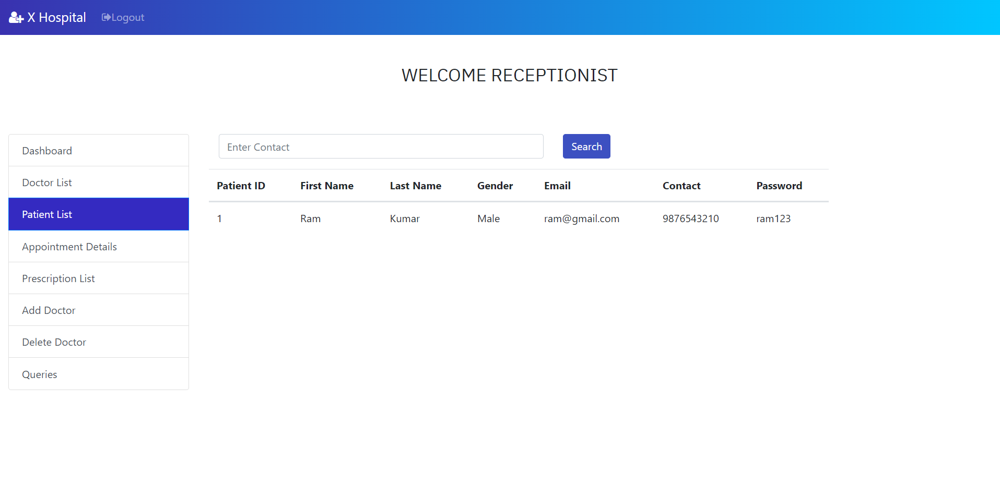 X Hospital Logout
WELCOME RECEPTIONIST
Dashboard
Doctor List
Patient List
Appointment Details
Prescription List
Add Doctor
Delete Doctor
Queries
Enter Contact Search
Patient ID First Name Last Name Gender Email Contact Password
1 Ram Kumar Male ram@gmail.com 9876543210 ram123